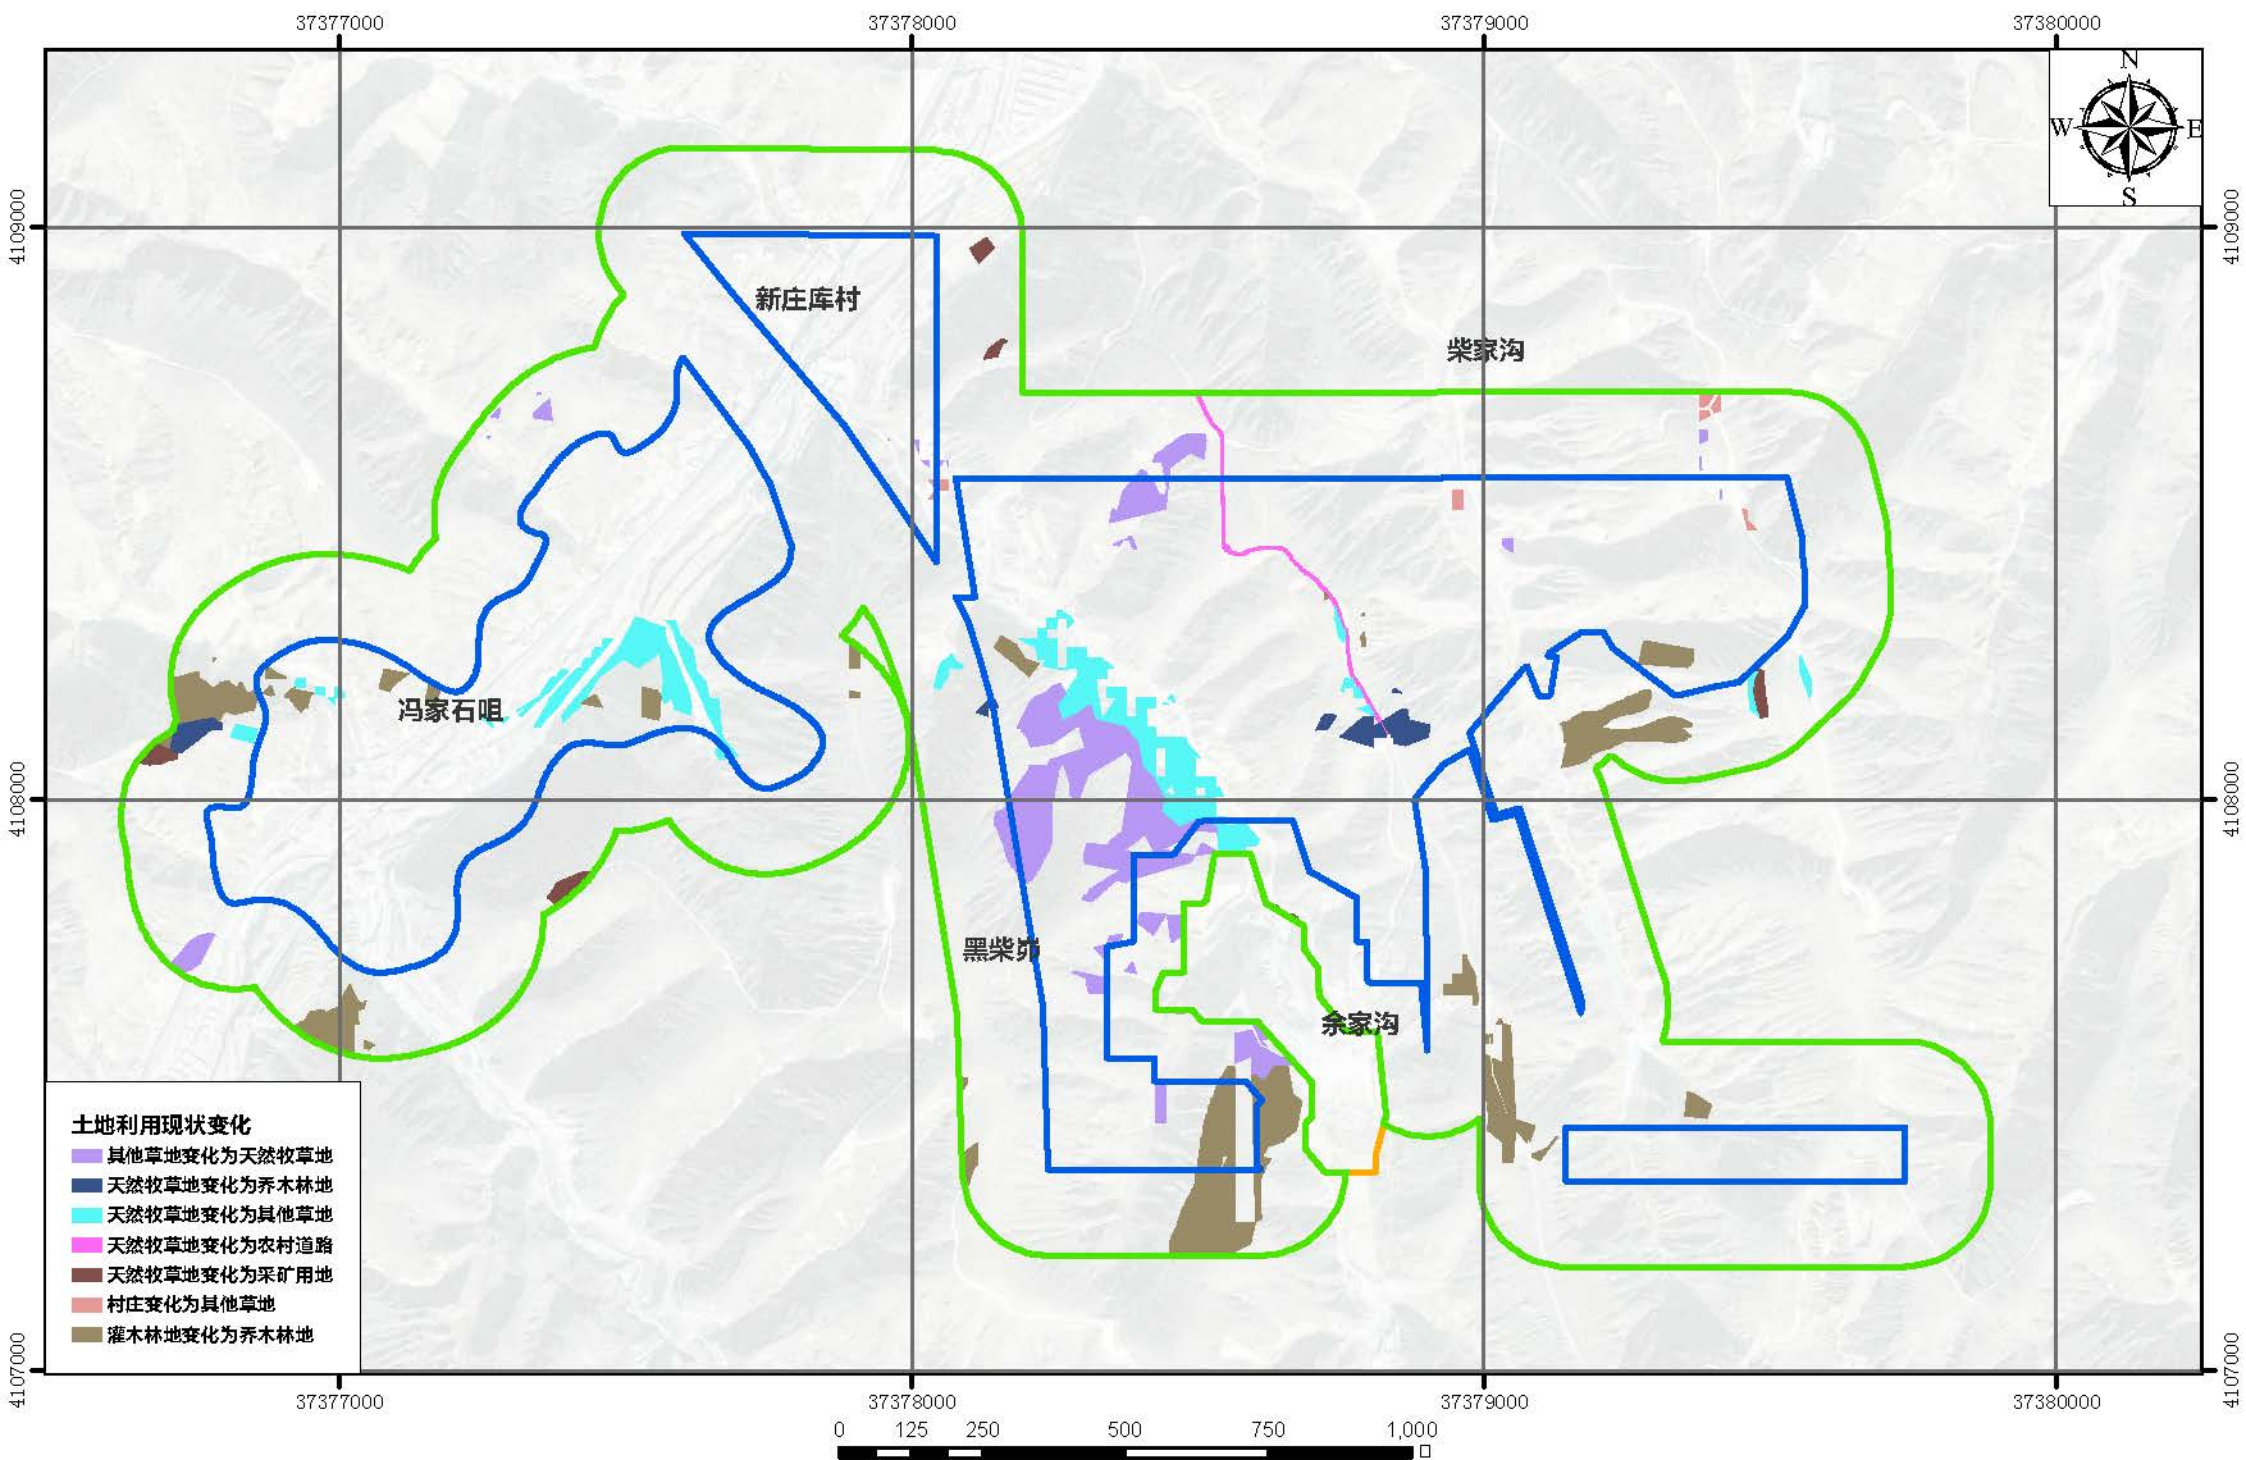 37377000
37378000
37379000
37380000
N
W
E
S
4109000
4109000
新庄库村
柴家沟
冯家石咀
4108000
4108000
黑柴峁
余家沟
土地利用现状变化
其他草地变化为天然牧草地
天然牧草地变化为乔木林地
天然牧草地变化为其他草地
天然牧草地变化为农村道路
天然牧草地变化为采矿用地
村庄变化为其他草地
灌木林地变化为乔木林地
4107000
4107000
37377000
37378000
37379000
37380000
0 125 250 500 750 1,000